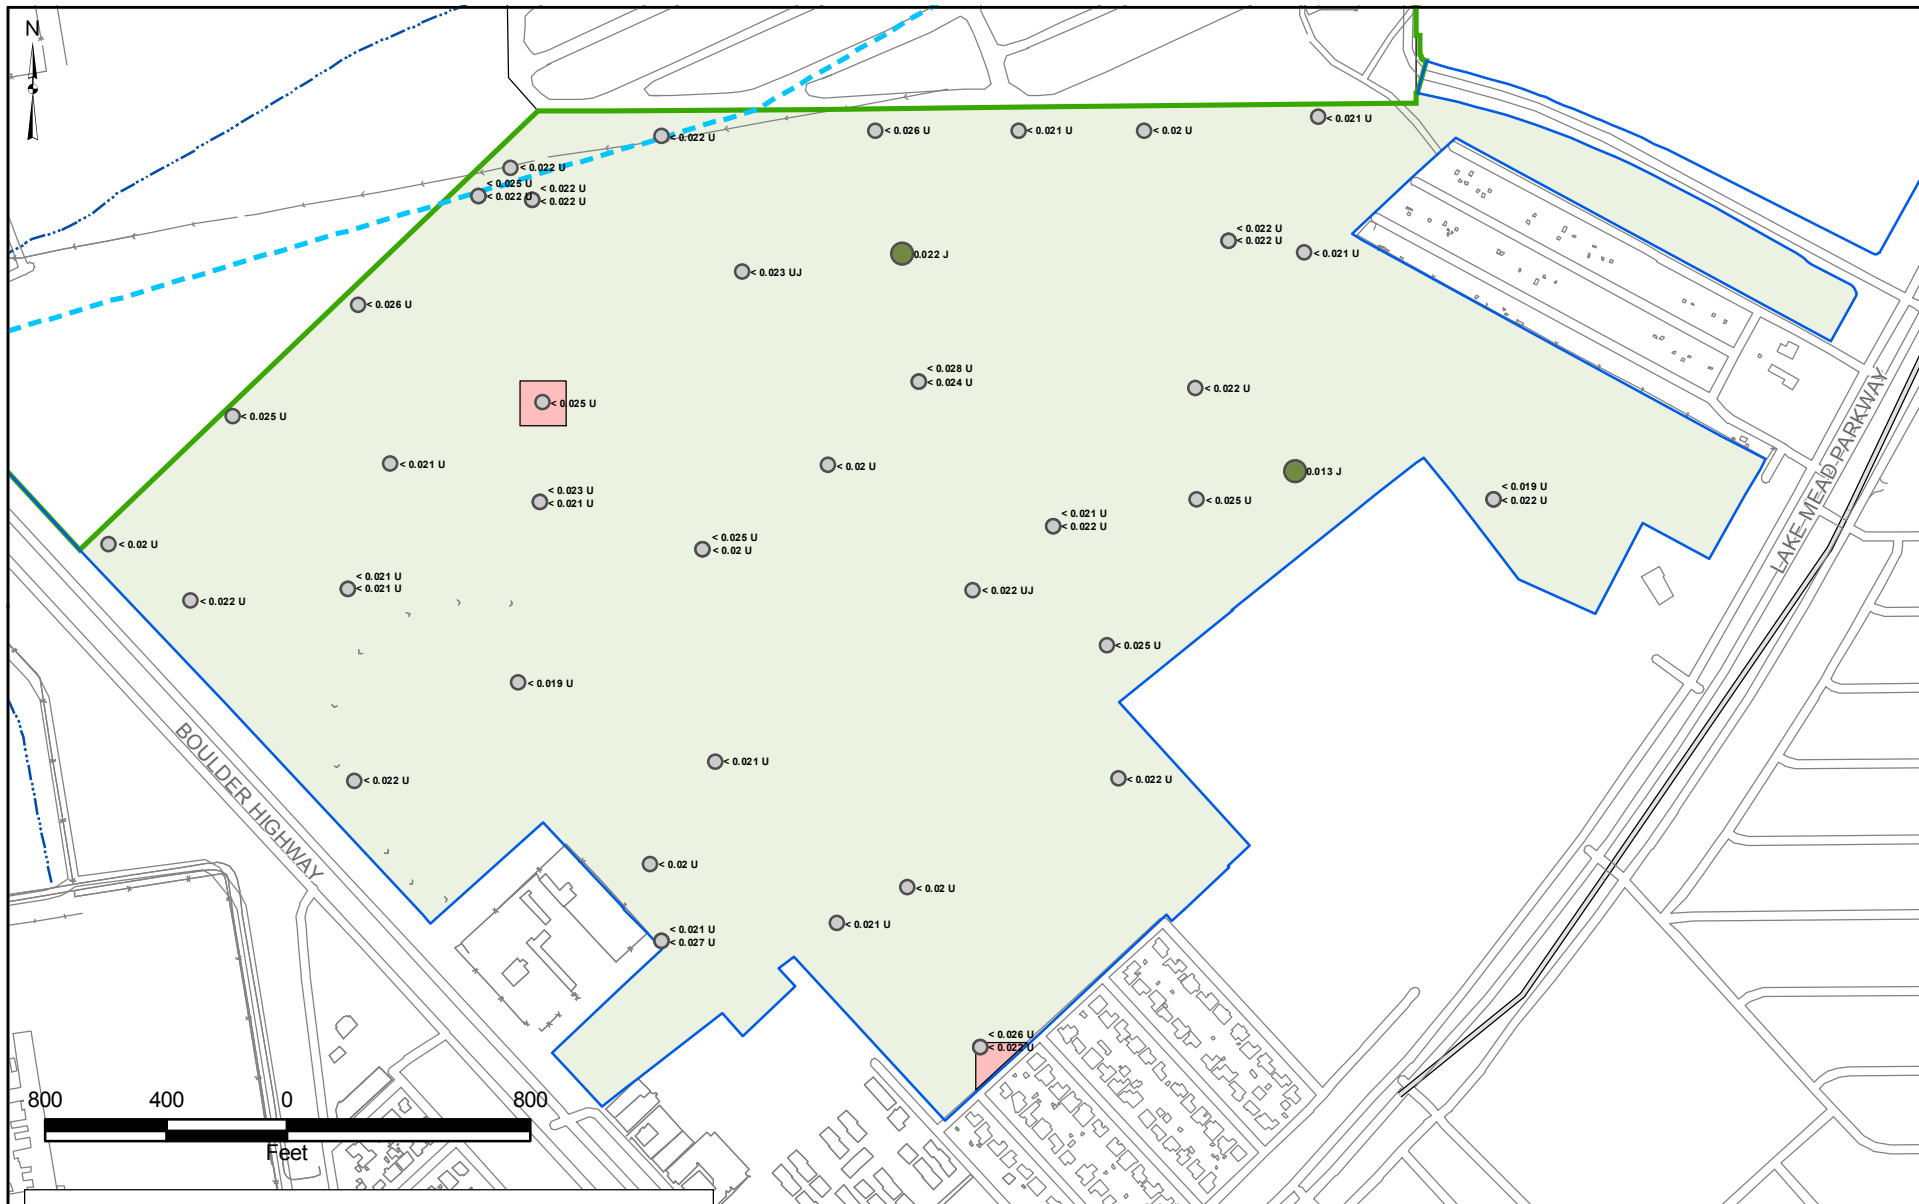 N
< 0.022 U
< 0.026 U
< 0.021 U
< 0.02 U
< 0.021 U
< 0.022 U
< 0.025 U
< 0.022 U
< 0.022 U
< 0.022 U
< 0.022 U
< 0.022 U
< 0.021 U
0.022 J
< 0.023 UJ
< 0.026 U
< 0.028 U
< 0.024 U
< 0.022 U
< 0.025 U
< 0.025 U
< 0.021 U
< 0.02 U
0.013 J
< 0.023 U
< 0.021 U
< 0.025 U
< 0.019 U
< 0.022 U
< 0.021 U
< 0.022 U
< 0.025 U
< 0.02 U
< 0.02 U
< 0.021 U
< 0.021 U
< 0.022 U
< 0.022 UJ
< 0.025 U
< 0.019 U
< 0.021 U
< 0.022 U
< 0.022 U
< 0.02 U
< 0.02 U
< 0.021 U
< 0.021 U
< 0.027 U
< 0.026 U
< 0.022 U
LAKE MEAD PARKWAY
BOULDER HIGHWAY
800 400 0 800
Feet